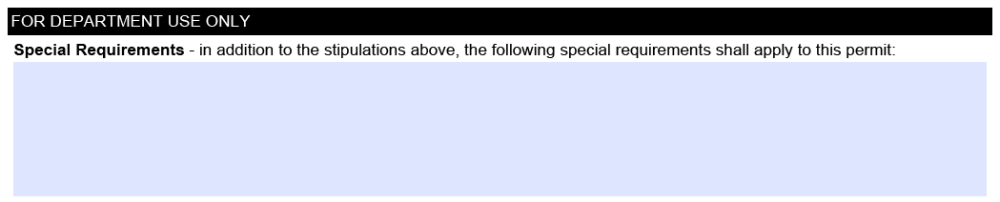 FOR DEPARTMENT USE ONLY
Special Requirements - in addition to the stipulations above, the following special requirements shall apply to this permit: